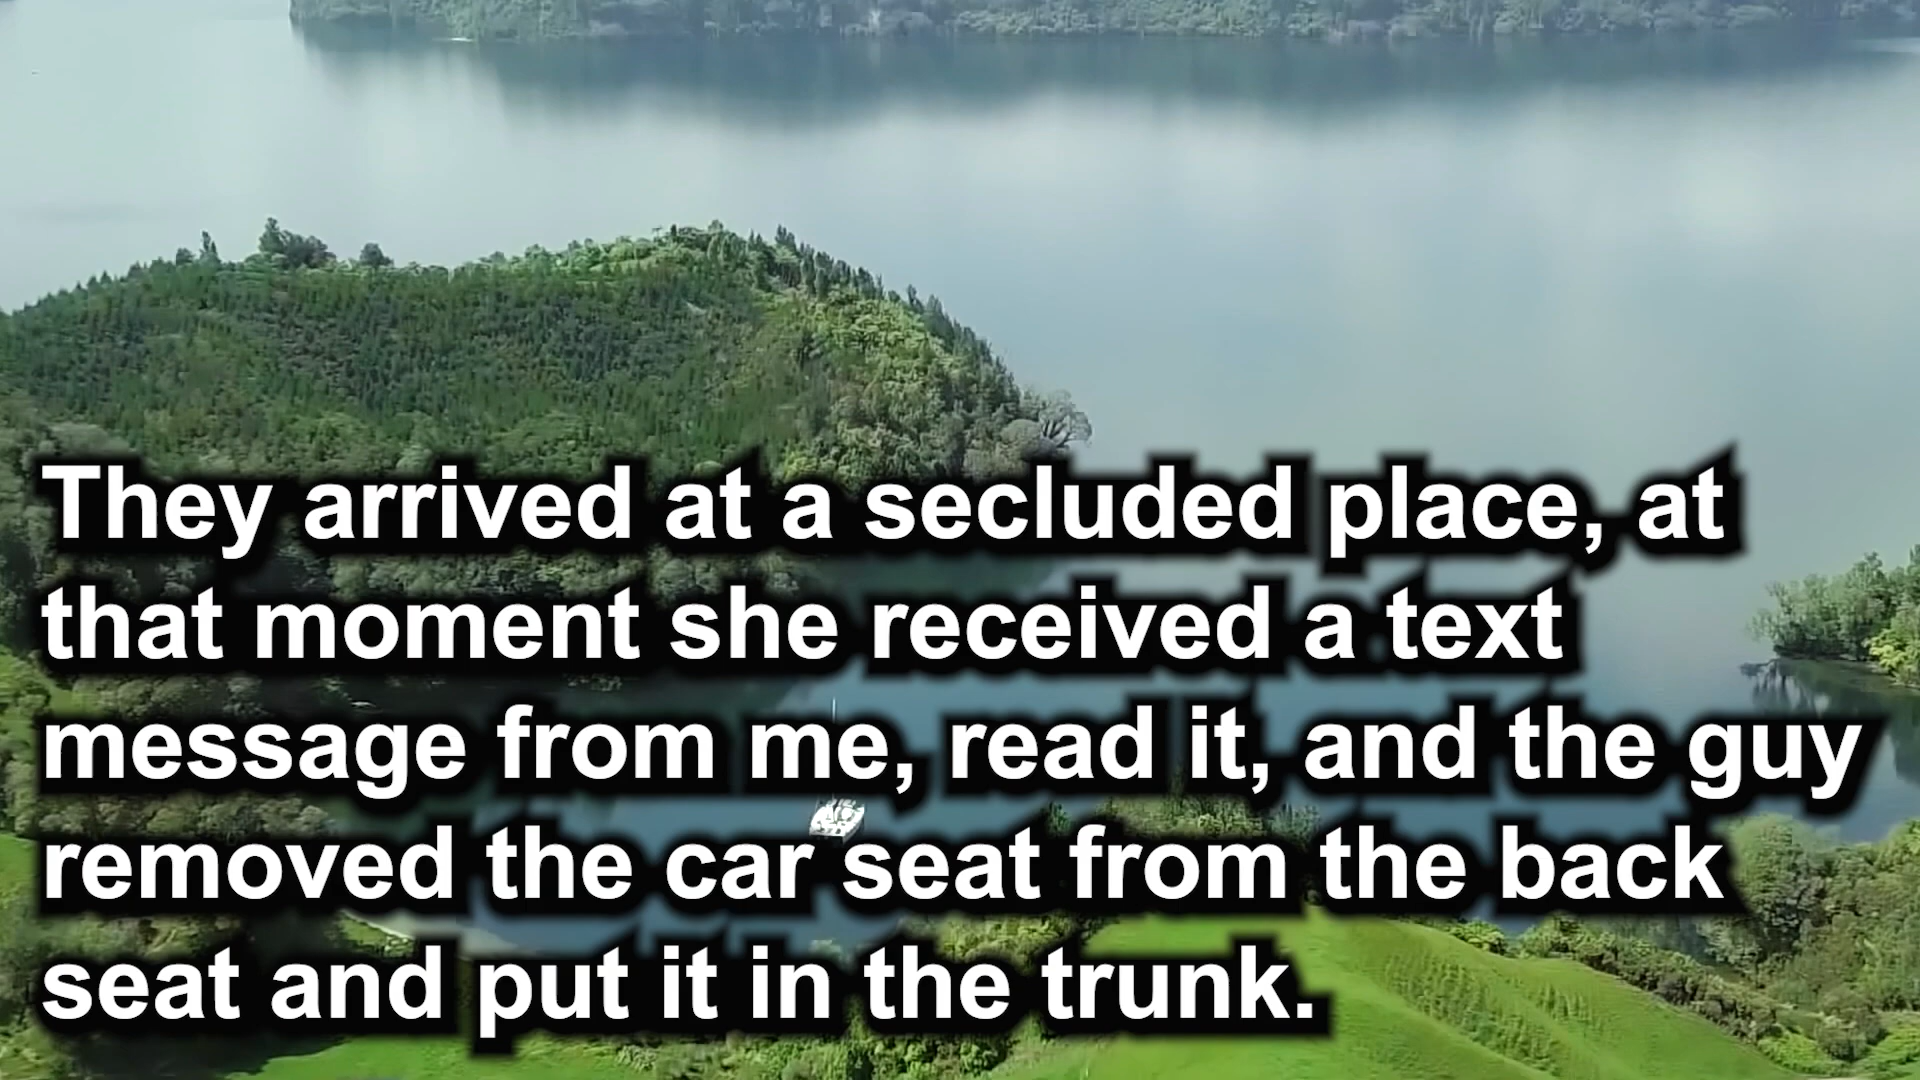 They arrived at a secluded place, at
that moment she received a text
message from me, read it, and the guy
removed the car seat from the back
seat and put it in the trunk.